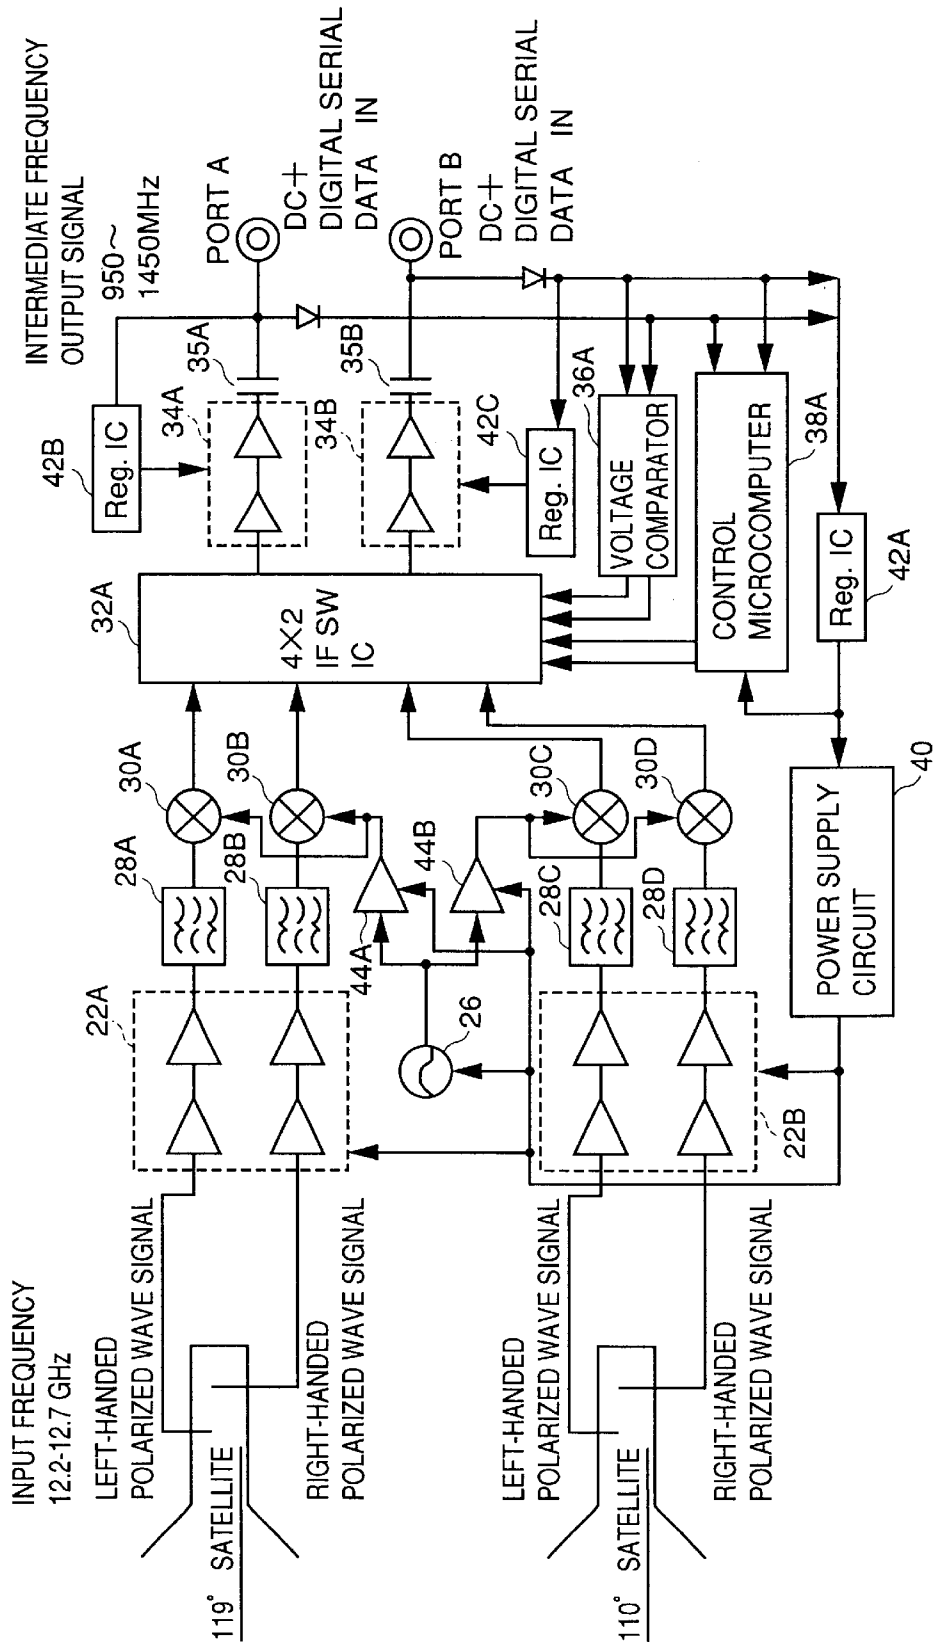 INPUT FREQUENCY
12.2-12.7 GHz
LEFT-HANDED
POLARIZED WAVE SIGNAL
119° SATELLITE
RIGHT-HANDED
POLARIZED WAVE SIGNAL
LEFT-HANDED
POLARIZED WAVE SIGNAL
110° SATELLITE
RIGHT-HANDED
POLARIZED WAVE SIGNAL
22A
22B
26
28A
28B
28C
28D
44A
44B
30A
30B
30C
30D
POWER SUPPLY
CIRCUIT
40
32A
4×2
IF SW
IC
42B
Reg. IC
34A
34B
35A
35B
42C
Reg. IC
36A
VOLTAGE
COMPARATOR
CONTROL
MICROCOMPUTER
38A
Reg. IC
42A
INTERMEDIATE FREQUENCY
OUTPUT SIGNAL
950~
1450MHz
PORT A
DC+
DIGITAL SERIAL
DATA IN
PORT B
DC+
DIGITAL SERIAL
DATA IN